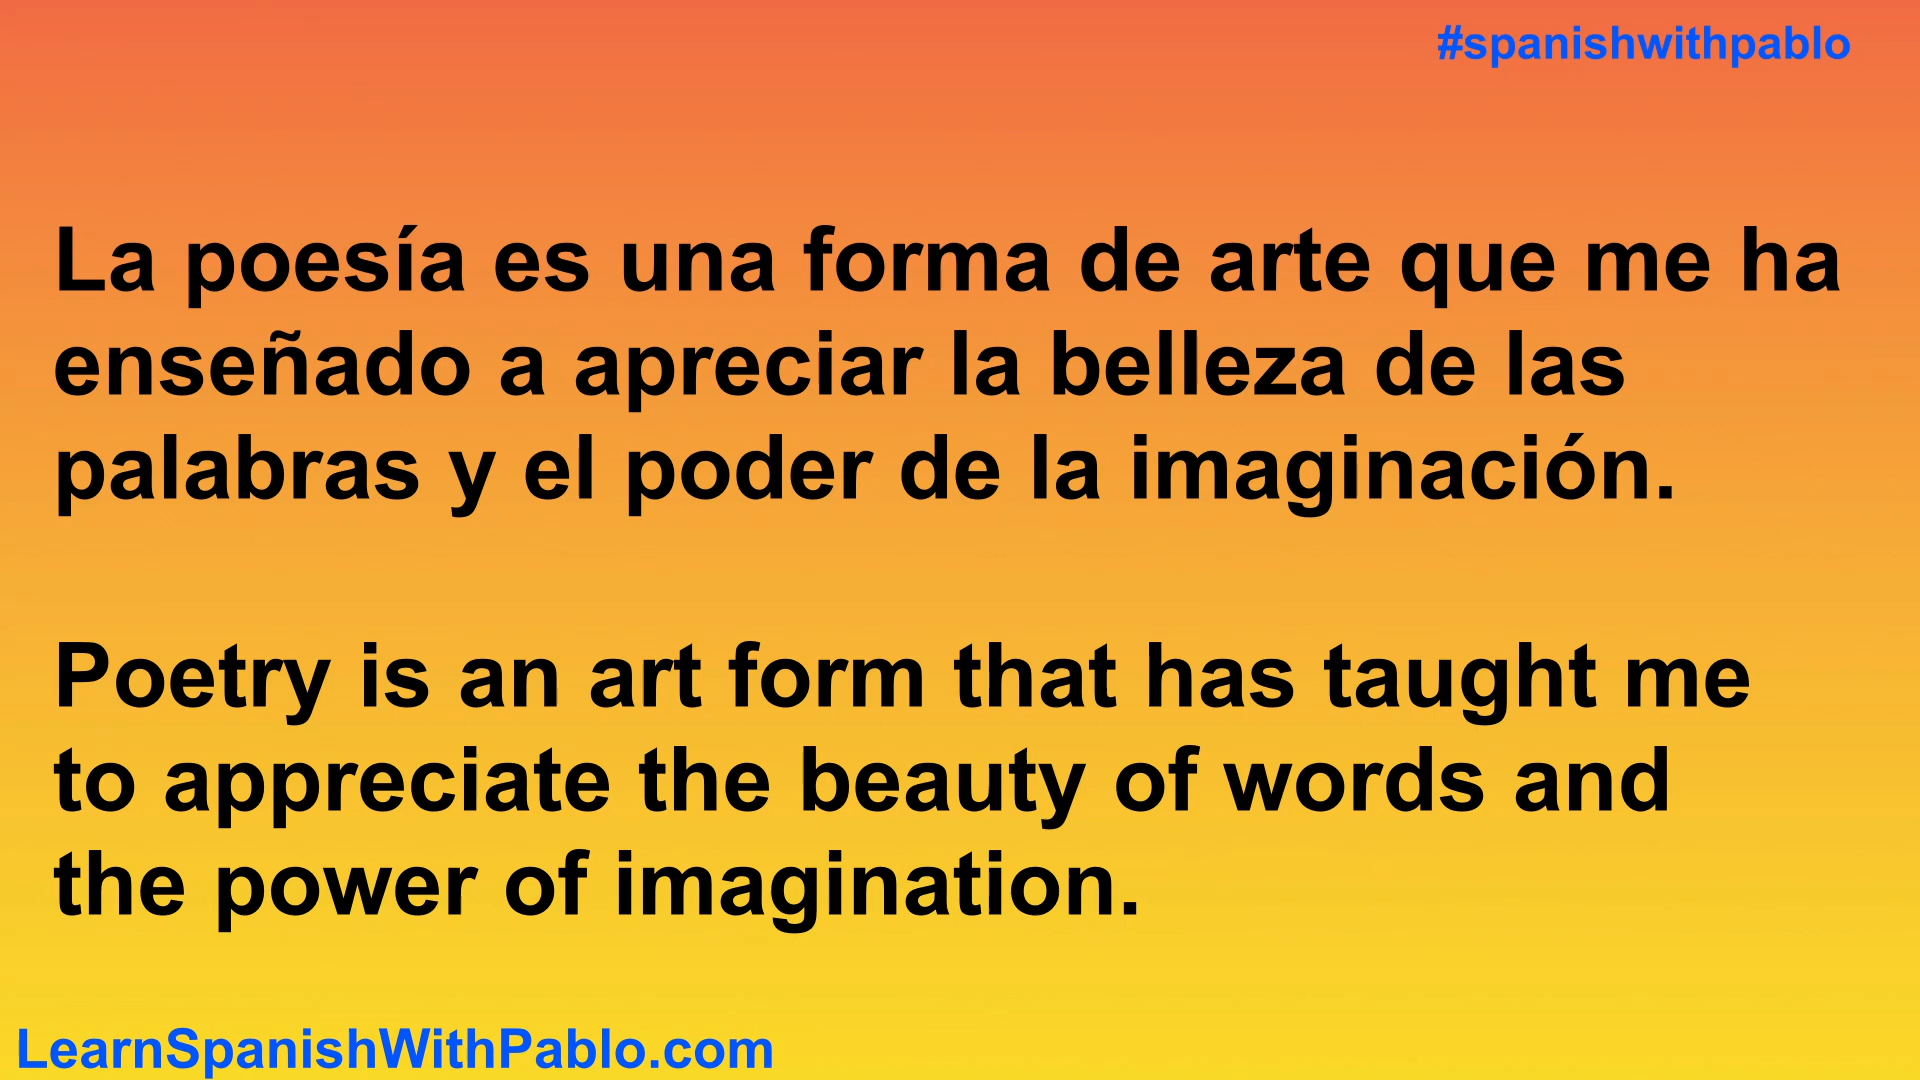 #spanishwithpablo
La poesía es una forma de arte que me ha
enseñado a apreciar la belleza de las
palabras y el poder de la imaginación.
Poetry is an art form that has taught me
to appreciate the beauty of words and
the power of imagination.
LearnSpanishWithPablo.com